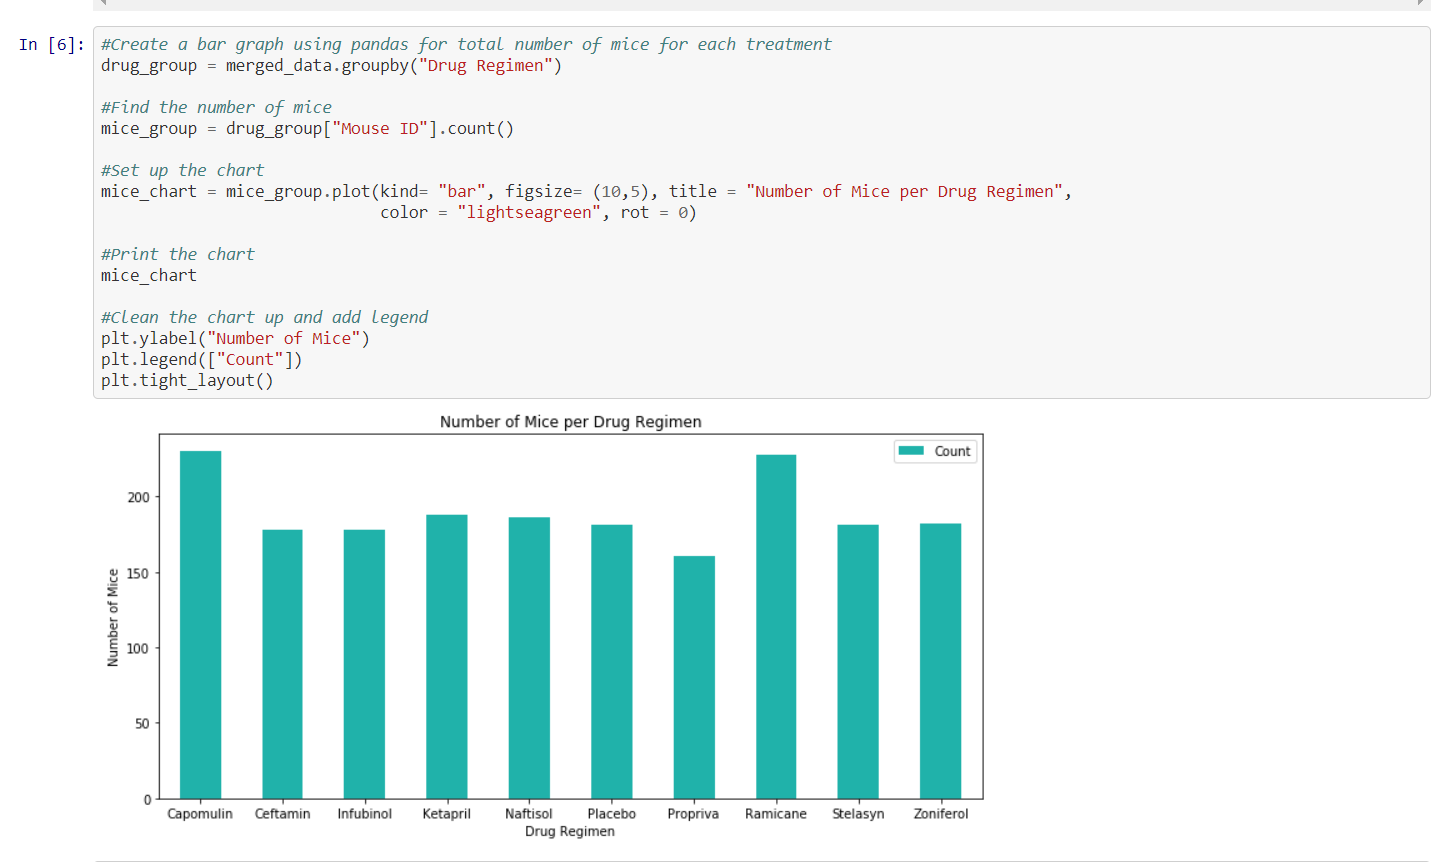 In [6]:
#Create a bar graph using pandas for total number of mice for each treatment
drug_group = merged_data.groupby("Drug Regimen")
#Find the number of mice
mice_group = drug_group["Mouse ID"].count()
#Set up the chart
mice_chart = mice_group.plot(kind= "bar", figsize= (10,5), title = "Number of Mice per Drug Regimen",
color = "lightseagreen", rot = 0)
#Print the chart
mice_chart
#Clean the chart up and add legend
plt.ylabel("Number of Mice")
plt.legend(["Count"])
plt.tight_layout()
Number of Mice per Drug Regimen
Count
200
150
100
50
0
Number of Mice
Capomulin Ceftamin Infubinol Ketapril Naftisol Placebo Propriva Ramicane Stelasyn Zoniferol
Drug Regimen